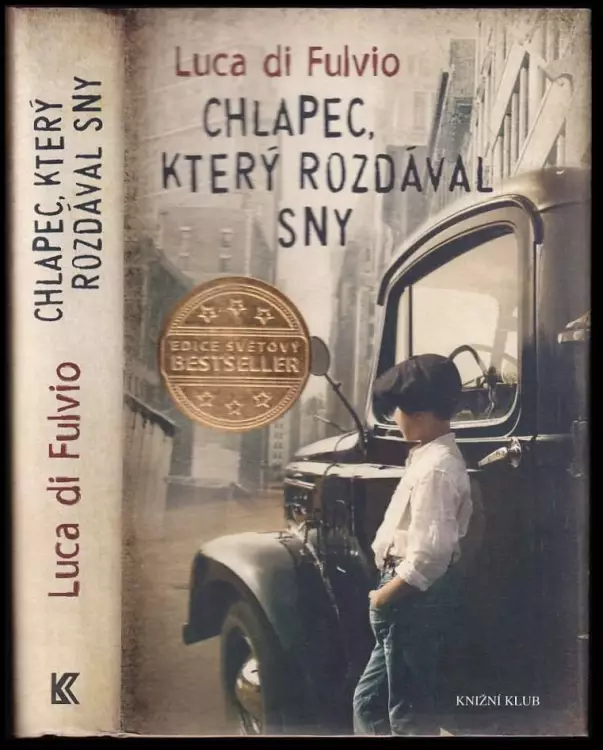 CHLAPEC, KTERÝ
ROZDÁVAL SNY
Luca di Fulvio
Luca di Fulvio
CHLAPEC,
KTERÝ ROZDÁVAL
SNY
EDICE SVĚTOVÝ
BESTSELLER
KNIŽNÍ KLUB